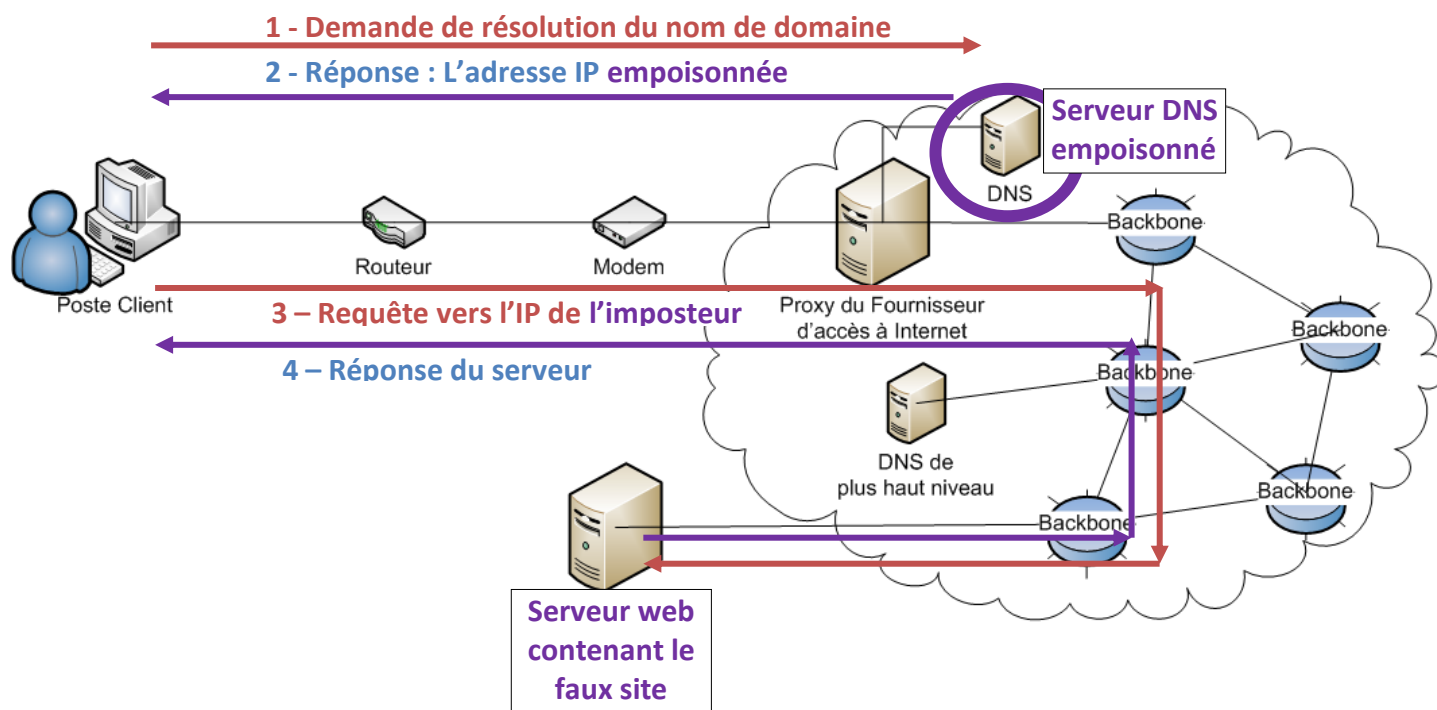 1 - Demande de résolution du nom de domaine
2 - Réponse : L'adresse IP empoisonnée
Serveur DNS
empoisonné
DNS
Backbone
Routeur
Modem
Poste Client
3 – Requête vers l'IP de l'imposteur
Proxy du Fournisseur
d'accès à Internet
Backbone
4 – Réponse du serveur
Backbone
DNS de
plus haut niveau
Backbone
Backbone
Serveur web
contenant le
faux site